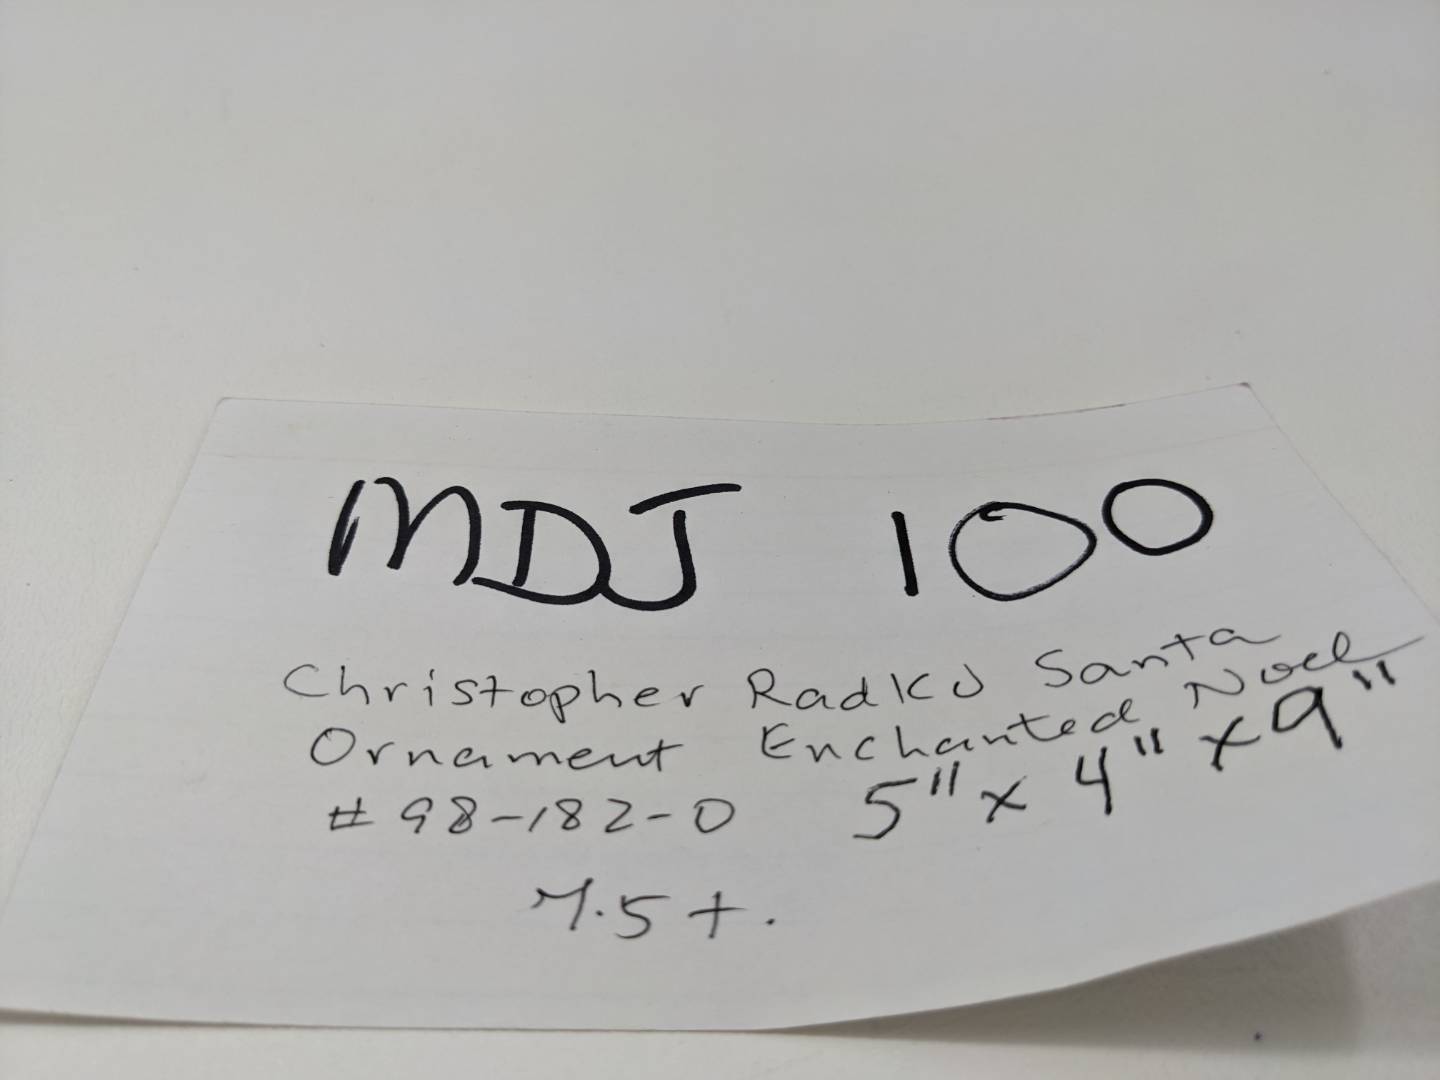 MDJ 100
Christopher Radko Santa
Ornament Enchanted Noel
# 98-182-0 5" x 4" x 9"
7.5 +.